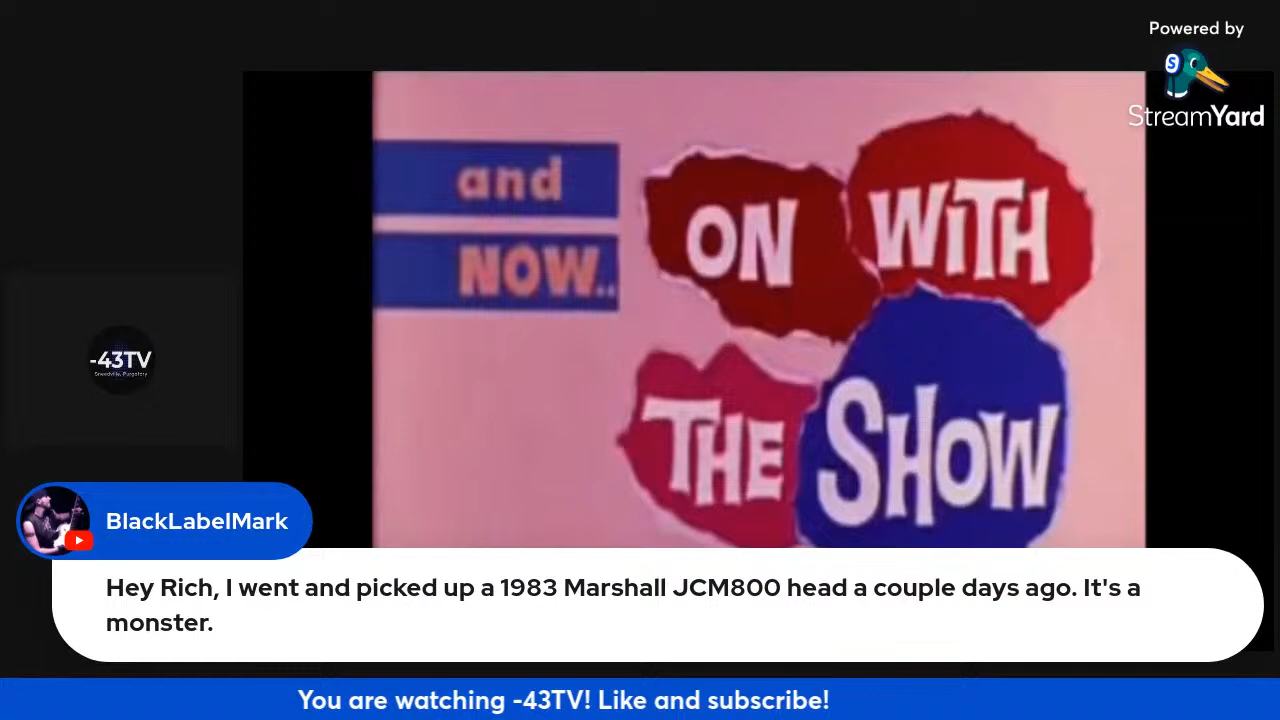 Powered by
S
StreamYard
and
NOW..
ON WITH
THE SHOW
-43TV
BlackLabelMark
Hey Rich, I went and picked up a 1983 Marshall JCM800 head a couple days ago. It's a
monster.
You are watching -43TV! Like and subscribe!